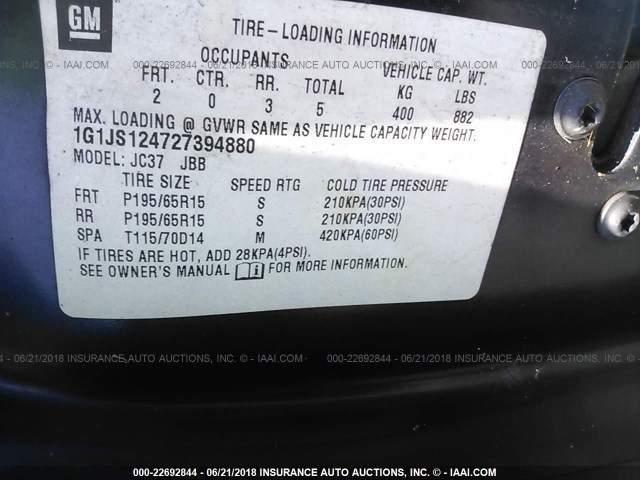 GM
TIRE-LOADING INFORMATION
OCCUPANTS VEHICLE CAP. WT.
FRT. CTR. RR. TOTAL KG LBS
2 0 3 5 400 882
MAX. LOADING @ GVWR SAME AS VEHICLE CAPACITY WEIGHT.
1G1JS124727394880
MODEL: JC37 JBB
TIRE SIZE SPEED RTG COLD TIRE PRESSURE
FRT P195/65R15 S 210KPA(30PSI)
RR P195/65R15 S 210KPA(30PSI)
SPA T115/70D14 M 420KPA(60PSI)
IF TIRES ARE HOT, ADD 28KPA(4PSI).
SEE OWNER'S MANUAL i FOR MORE INFORMATION.
000-22692844 - 06/21/2018 INSURANCE AUTO AUCTIONS, INC. - © IAAI.COM